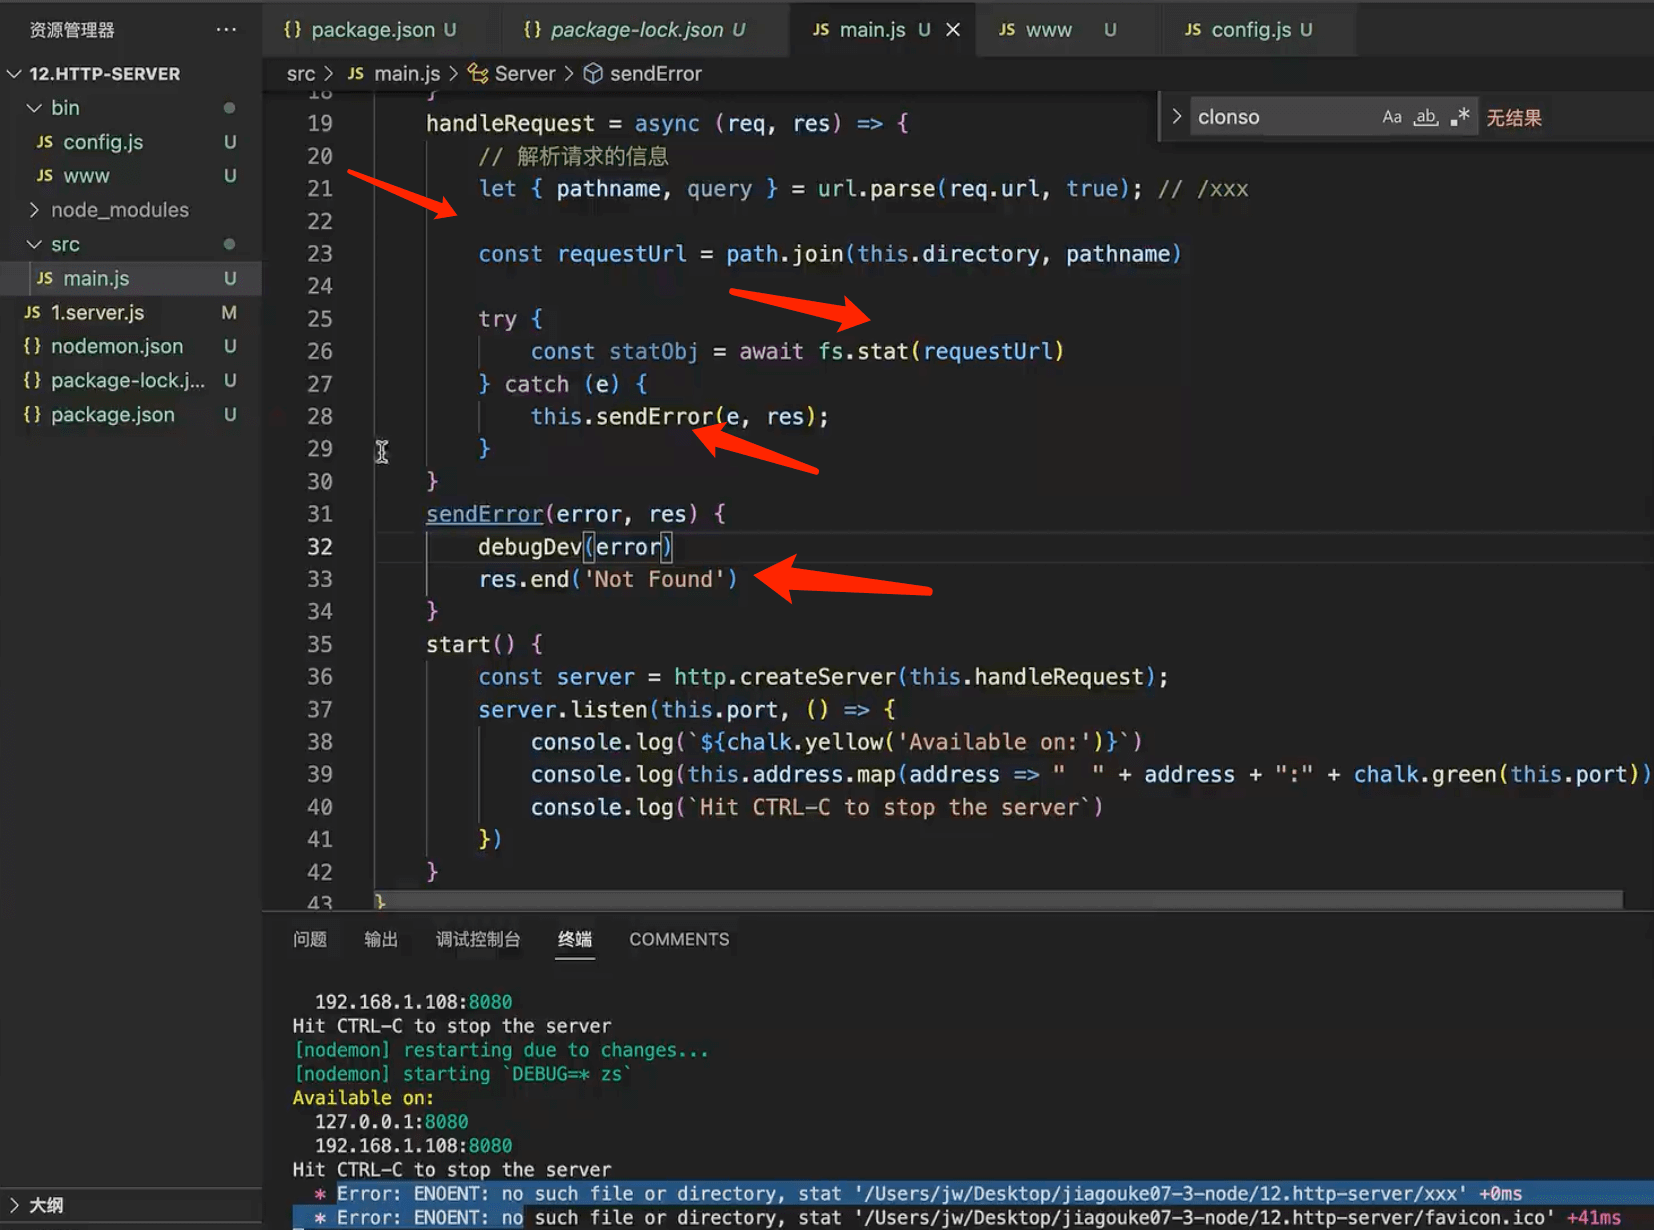 资源管理器 ···
12.HTTP-SERVER
bin
JS config.js U
JS www U
node_modules
src
JS main.js U
JS 1.server.js M
{} nodemon.json U
{} package-lock.j... U
{} package.json U
大纲
{} package.json U {} package-lock.json U JS main.js U JS www U JS config.js U
src > JS main.js > Server > sendError
clonso Aa ab .* 无结果
18 }
19 handleRequest = async (req, res) => {
20 // 解析请求的信息
21 let { pathname, query } = url.parse(req.url, true); // /xxx
22
23 const requestUrl = path.join(this.directory, pathname)
24
25 try {
26 const statObj = await fs.stat(requestUrl)
27 } catch (e) {
28 this.sendError(e, res);
29 }
30 }
31 sendError(error, res) {
32 debugDev(error)
33 res.end('Not Found')
34 }
35 start() {
36 const server = http.createServer(this.handleRequest);
37 server.listen(this.port, () => {
38 console.log(`${chalk.yellow('Available on:')}`)
39 console.log(this.address.map(address => "  " + address + ":" + chalk.green(this.port))
40 console.log(`Hit CTRL-C to stop the server`)
41 })
42 }
43 }
问题 输出 调试控制台 终端 COMMENTS
192.168.1.108:8080
Hit CTRL-C to stop the server
[nodemon] restarting due to changes...
[nodemon] starting `DEBUG=* zs`
Available on:
127.0.0.1:8080
192.168.1.108:8080
Hit CTRL-C to stop the server
* Error: ENOENT: no such file or directory, stat '/Users/jw/Desktop/jiagouke07-3-node/12.http-server/xxx' +0ms
* Error: ENOENT: no such file or directory, stat '/Users/jw/Desktop/jiagouke07-3-node/12.http-server/favicon.ico' +41ms